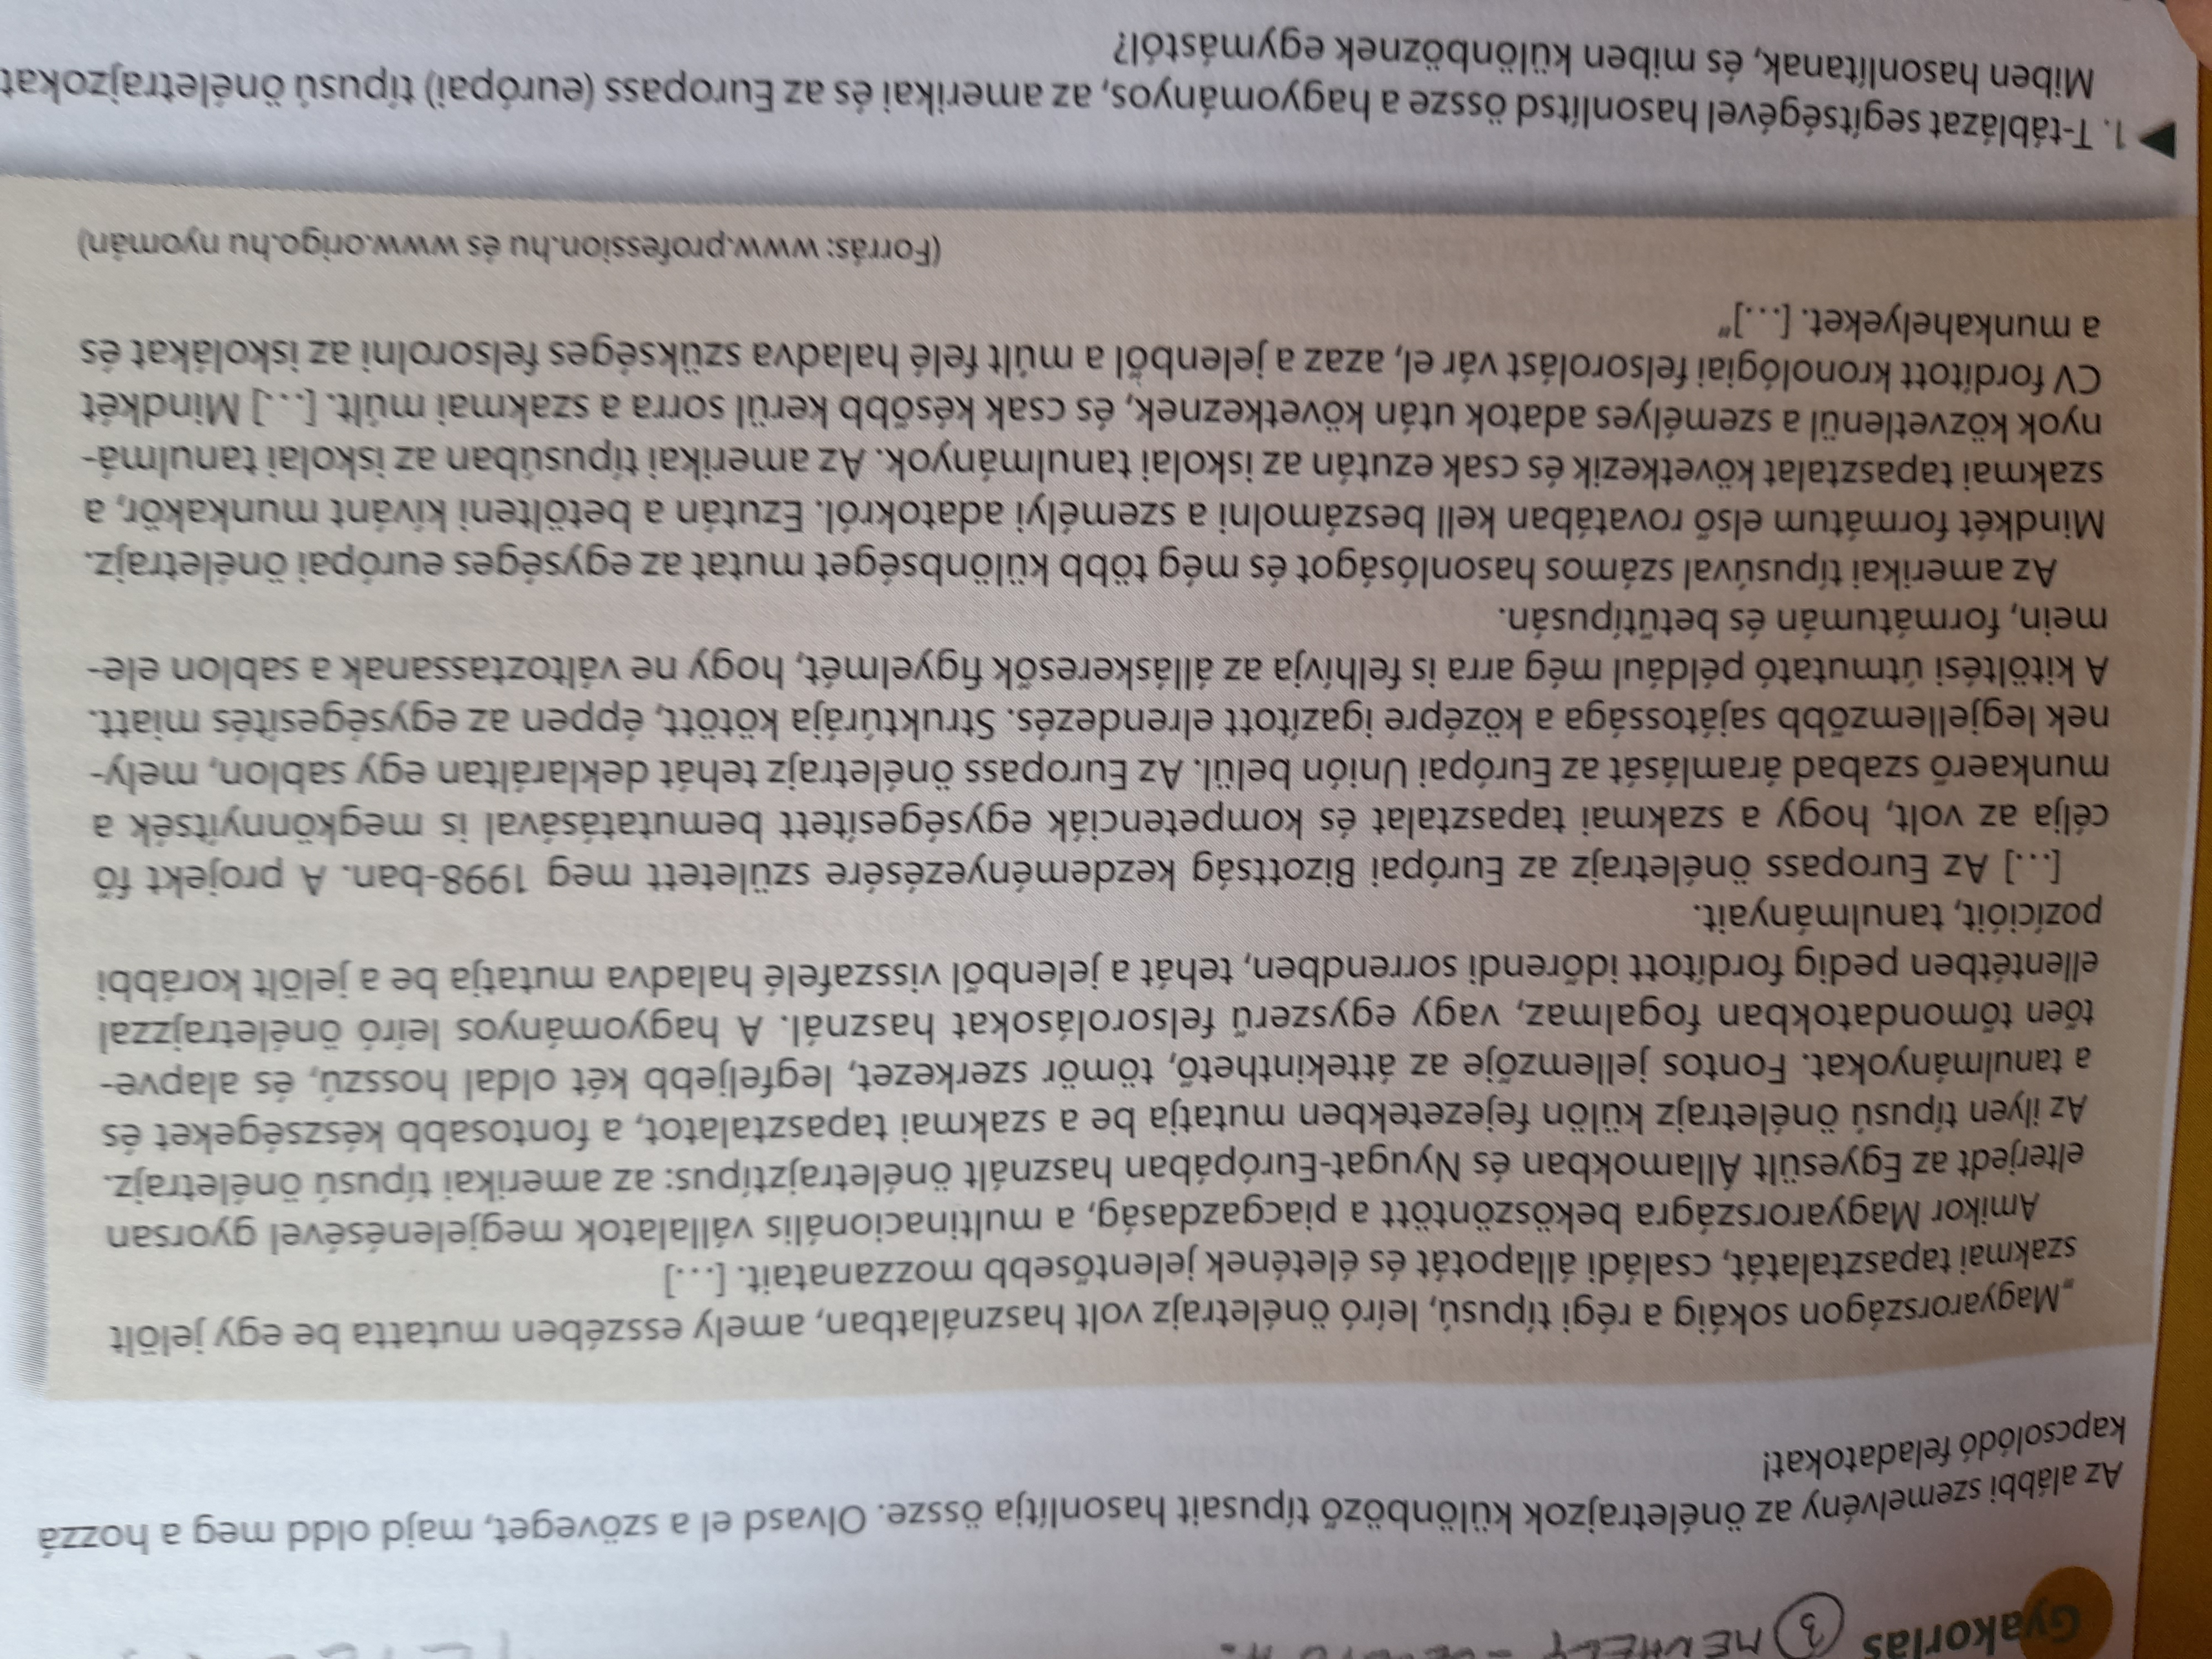 Gyakorlás ③ MENHELY
Az alábbi szemelvény az önéletrajzok különböző típusait hasonlítja össze. Olvasd el a szöveget, majd oldd meg a hozzá
kapcsolódó feladatokat!
„Magyarországon sokáig a régi típusú, leíró önéletrajz volt használatban, amely esszében mutatta be egy jelölt
szakmai tapasztalatát, családi állapotát és életének jelentősebb mozzanatait. […]
Amikor Magyarországra beköszöntött a piacgazdaság, a multinacionális vállalatok megjelenésével gyorsan
elterjedt az Egyesült Államokban és Nyugat-Európában használt önéletrajztípus: az amerikai típusú önéletrajz.
Az ilyen típusú önéletrajz külön fejezetekben mutatja be a szakmai tapasztalatot, a fontosabb készségeket és
a tanulmányokat. Fontos jellemzője az áttekinthető, tömör szerkezet, legfeljebb két oldal hosszú, és alapve-
tően tőmondatokban fogalmaz, vagy egyszerű felsorolásokat használ. A hagyományos leíró önéletrajzzal
ellentétben pedig fordított időrendi sorrendben, tehát a jelenből visszafelé haladva mutatja be a jelölt korábbi
pozícióit, tanulmányait.
[…] Az Europass önéletrajz az Európai Bizottság kezdeményezésére született meg 1998-ban. A projekt fő
célja az volt, hogy a szakmai tapasztalat és kompetenciák egységesített bemutatásával is megkönnyítsék a
munkaerő szabad áramlását az Európai Unión belül. Az Europass önéletrajz tehát deklaráltan egy sablon, mely-
nek legjellemzőbb sajátossága a középre igazított elrendezés. Struktúrája kötött, éppen az egységesítés miatt.
A kitöltési útmutató például még arra is felhívja az álláskeresők figyelmét, hogy ne változtassanak a sablon ele-
mein, formátumán és betűtípusán.
Az amerikai típusúval számos hasonlóságot és még több különbséget mutat az egységes európai önéletrajz.
Mindkét formátum első rovatában kell beszámolni a személyi adatokról. Ezután a betölteni kívánt munkakör, a
szakmai tapasztalat következik és csak ezután az iskolai tanulmányok. Az amerikai típusúban az iskolai tanulmá-
nyok közvetlenül a személyes adatok után következnek, és csak később kerül sorra a szakmai múlt. […] Mindkét
CV fordított kronológiai felsorolást vár el, azaz a jelenből a múlt felé haladva szükséges felsorolni az iskolákat és
a munkahelyeket. […]”
(Forrás: www.profession.hu és www.origo.hu nyomán)
1. T-táblázat segítségével hasonlítsd össze a hagyományos, az amerikai és az Europass (európai) típusú önéletrajzokat
Miben hasonlítanak, és miben különböznek egymástól?